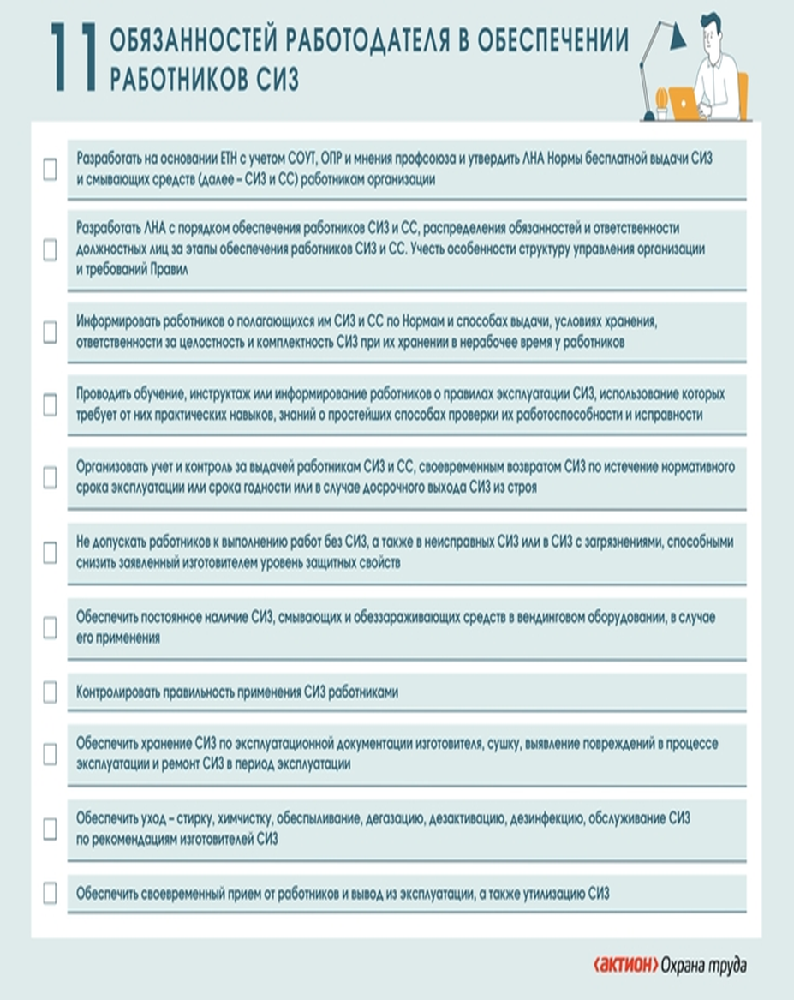 11 ОБЯЗАННОСТЕЙ РАБОТОДАТЕЛЯ В ОБЕСПЕЧЕНИИ
РАБОТНИКОВ СИЗ
Разработать на основании ЕТН с учетом СОУТ, ОПР и мнения профсоюза и утвердить ЛНА Нормы бесплатной выдачи СИЗ
и смывающих средств (далее – СИЗ и СС) работникам организации
Разработать ЛНА с порядком обеспечения работников СИЗ и СС, распределения обязанностей и ответственности
должностных лиц за этапы обеспечения работников СИЗ и СС. Учесть особенности структуру управления организации
и требований Правил
Информировать работников о полагающихся им СИЗ и СС по Нормам и способах выдачи, условиях хранения,
ответственности за целостность и комплектность СИЗ при их хранении в нерабочее время у работников
Проводить обучение, инструктаж или информирование работников о правилах эксплуатации СИЗ, использование которых
требует от них практических навыков, знаний о простейших способах проверки их работоспособности и исправности
Организовать учет и контроль за выдачей работникам СИЗ и СС, своевременным возвратом СИЗ по истечение нормативного
срока эксплуатации или срока годности или в случае досрочного выхода СИЗ из строя
Не допускать работников к выполнению работ без СИЗ, а также в неисправных СИЗ или в СИЗ с загрязнениями, способными
снизить заявленный изготовителем уровень защитных свойств
Обеспечить постоянное наличие СИЗ, смывающих и обеззараживающих средств в вендинговом оборудовании, в случае
его применения
Контролировать правильность применения СИЗ работниками
Обеспечить хранение СИЗ по эксплуатационной документации изготовителя, сушку, выявление повреждений в процессе
эксплуатации и ремонт СИЗ в период эксплуатации
Обеспечить уход – стирку, химчистку, обеспыливание, дегазацию, дезактивацию, дезинфекцию, обслуживание СИЗ
по рекомендациям изготовителей СИЗ
Обеспечить своевременный прием от работников и вывод из эксплуатации, а также утилизацию СИЗ
‹АКТИОН› Охрана труда